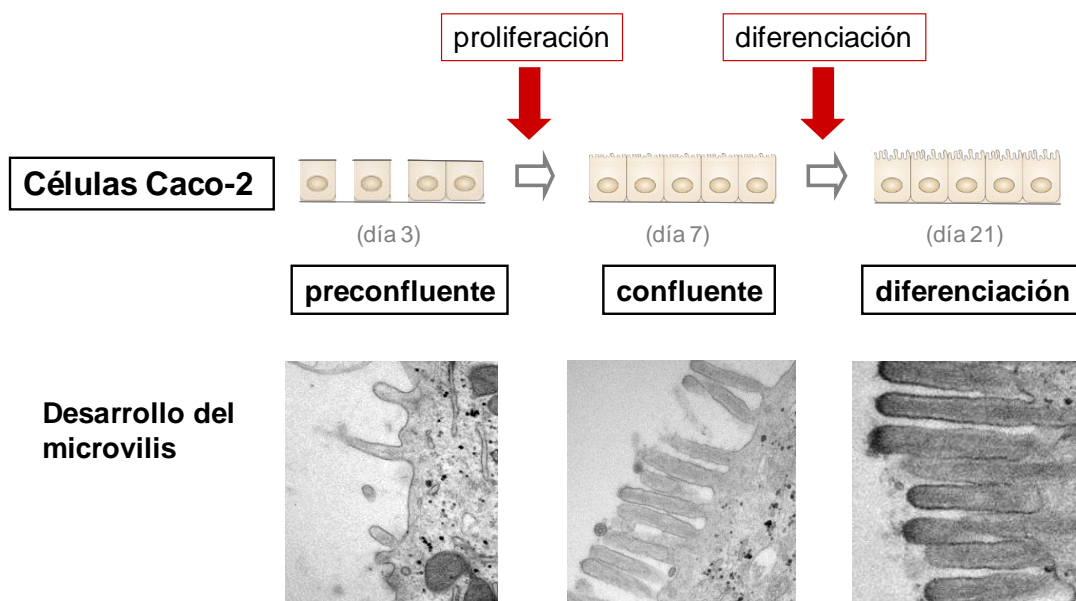 proliferación
diferenciación
Células Caco-2
(día 3)
(día 7)
(día 21)
preconfluente
confluente
diferenciación
Desarrollo del
microvilis